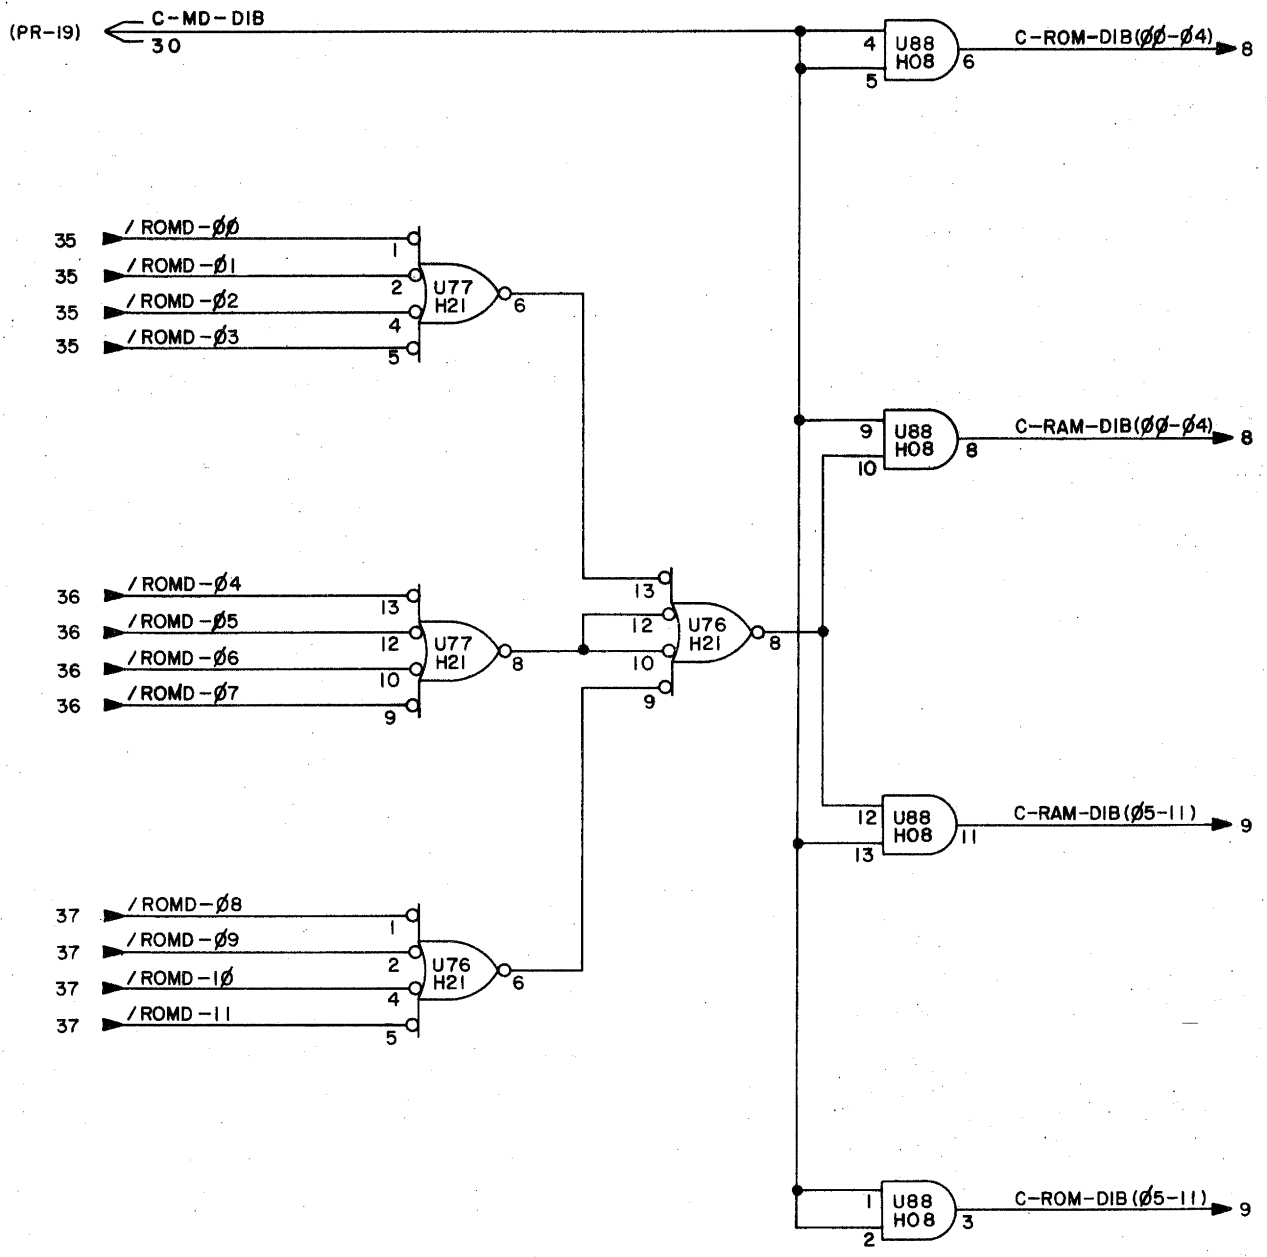 (PR-19)
C-MD-DIB
30
4
5
U88
H08
6
C-ROM-DIB(ØØ-Ø4)
8
35
/ROMD-ØØ
1
35
/ROMD-Ø1
2
35
/ROMD-Ø2
4
35
/ROMD-Ø3
5
U77
H21
6
9
10
U88
H08
8
C-RAM-DIB(ØØ-Ø4)
8
36
/ROMD-Ø4
13
36
/ROMD-Ø5
12
36
/ROMD-Ø6
10
36
/ROMD-Ø7
9
U77
H21
8
13
12
10
9
U76
H21
8
12
13
U88
H08
11
C-RAM-DIB(Ø5-11)
9
37
/ROMD-Ø8
1
37
/ROMD-Ø9
2
37
/ROMD-1Ø
4
37
/ROMD-11
5
U76
H21
6
1
2
U88
H08
3
C-ROM-DIB(Ø5-11)
9